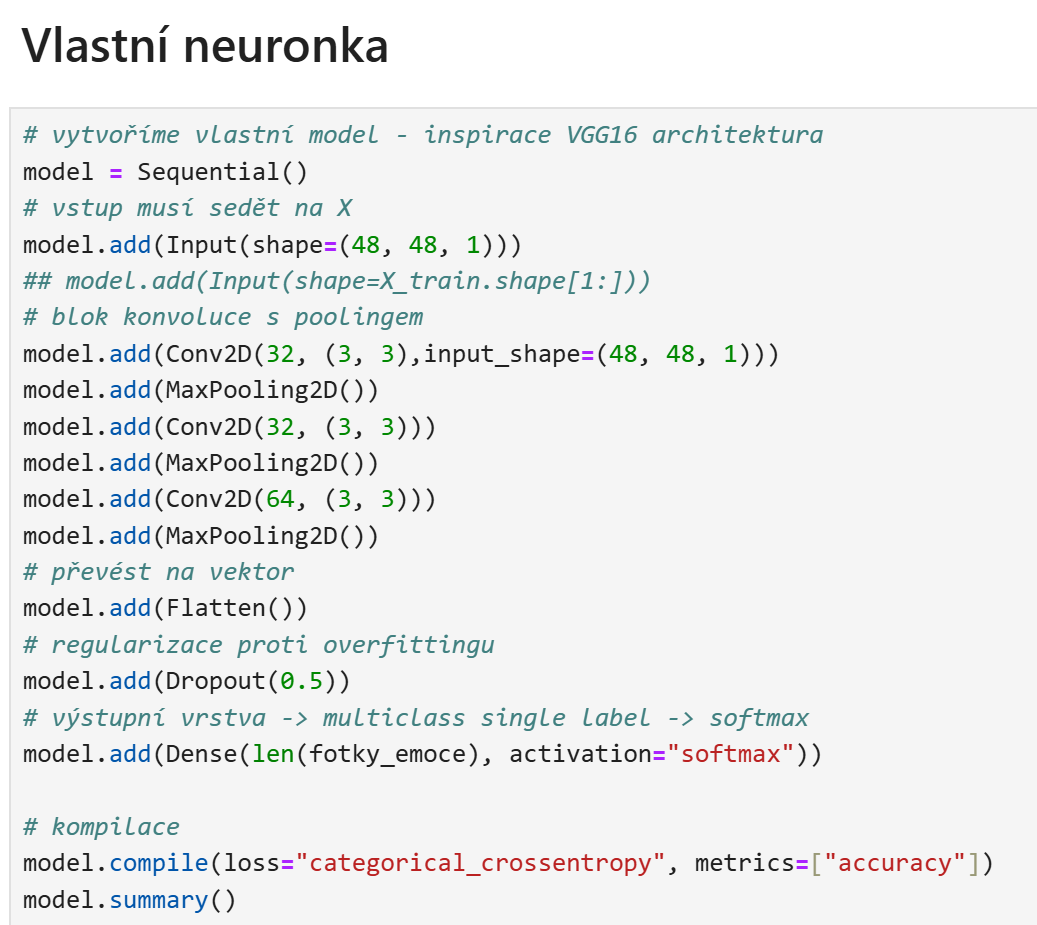 Vlastní neuronka
# vytvoříme vlastní model - inspirace VGG16 architektura
model = Sequential()
# vstup musí sedět na X
model.add(Input(shape=(48, 48, 1)))
## model.add(Input(shape=X_train.shape[1:]))
# blok konvoluce s poolingem
model.add(Conv2D(32, (3, 3),input_shape=(48, 48, 1)))
model.add(MaxPooling2D())
model.add(Conv2D(32, (3, 3)))
model.add(MaxPooling2D())
model.add(Conv2D(64, (3, 3)))
model.add(MaxPooling2D())
# převést na vektor
model.add(Flatten())
# regularizace proti overfittingu
model.add(Dropout(0.5))
# výstupní vrstva -> multiclass single label -> softmax
model.add(Dense(len(fotky_emoce), activation="softmax"))
# kompilace
model.compile(loss="categorical_crossentropy", metrics=["accuracy"])
model.summary()